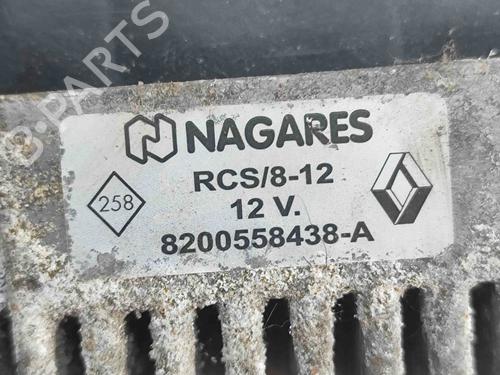 NAGARES
RCS/8-12
258
12 V.
8200558438-A
B-PARTS